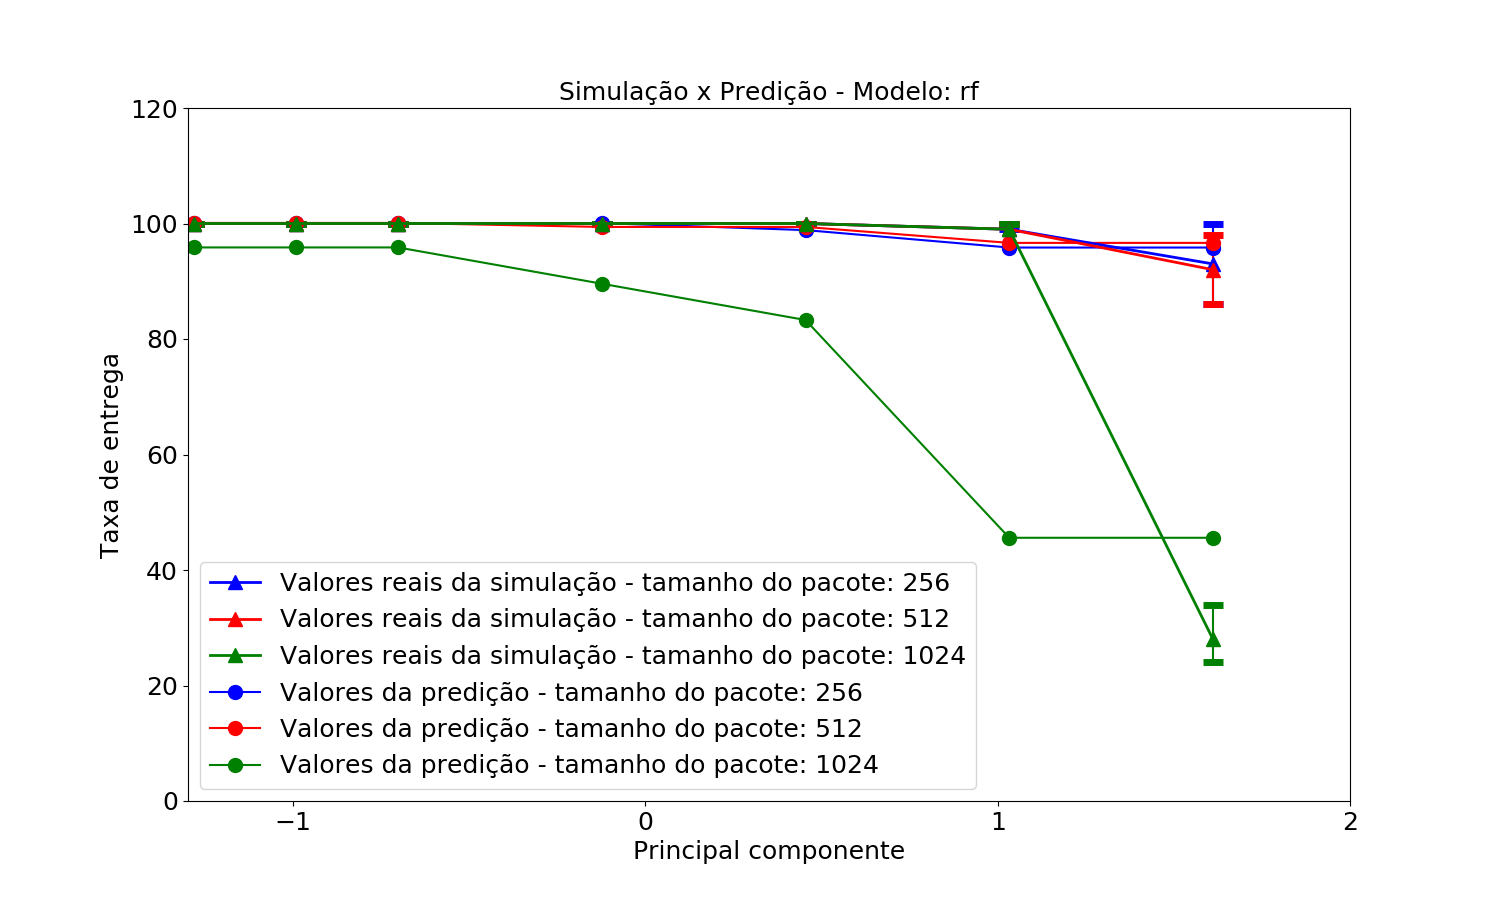 Simulação x Predição - Modelo: rf
120
100
80
60
40
20
0
Taxa de entrega
Valores reais da simulação - tamanho do pacote: 256
Valores reais da simulação - tamanho do pacote: 512
Valores reais da simulação - tamanho do pacote: 1024
Valores da predição - tamanho do pacote: 256
Valores da predição - tamanho do pacote: 512
Valores da predição - tamanho do pacote: 1024
−1 0 1 2
Principal componente